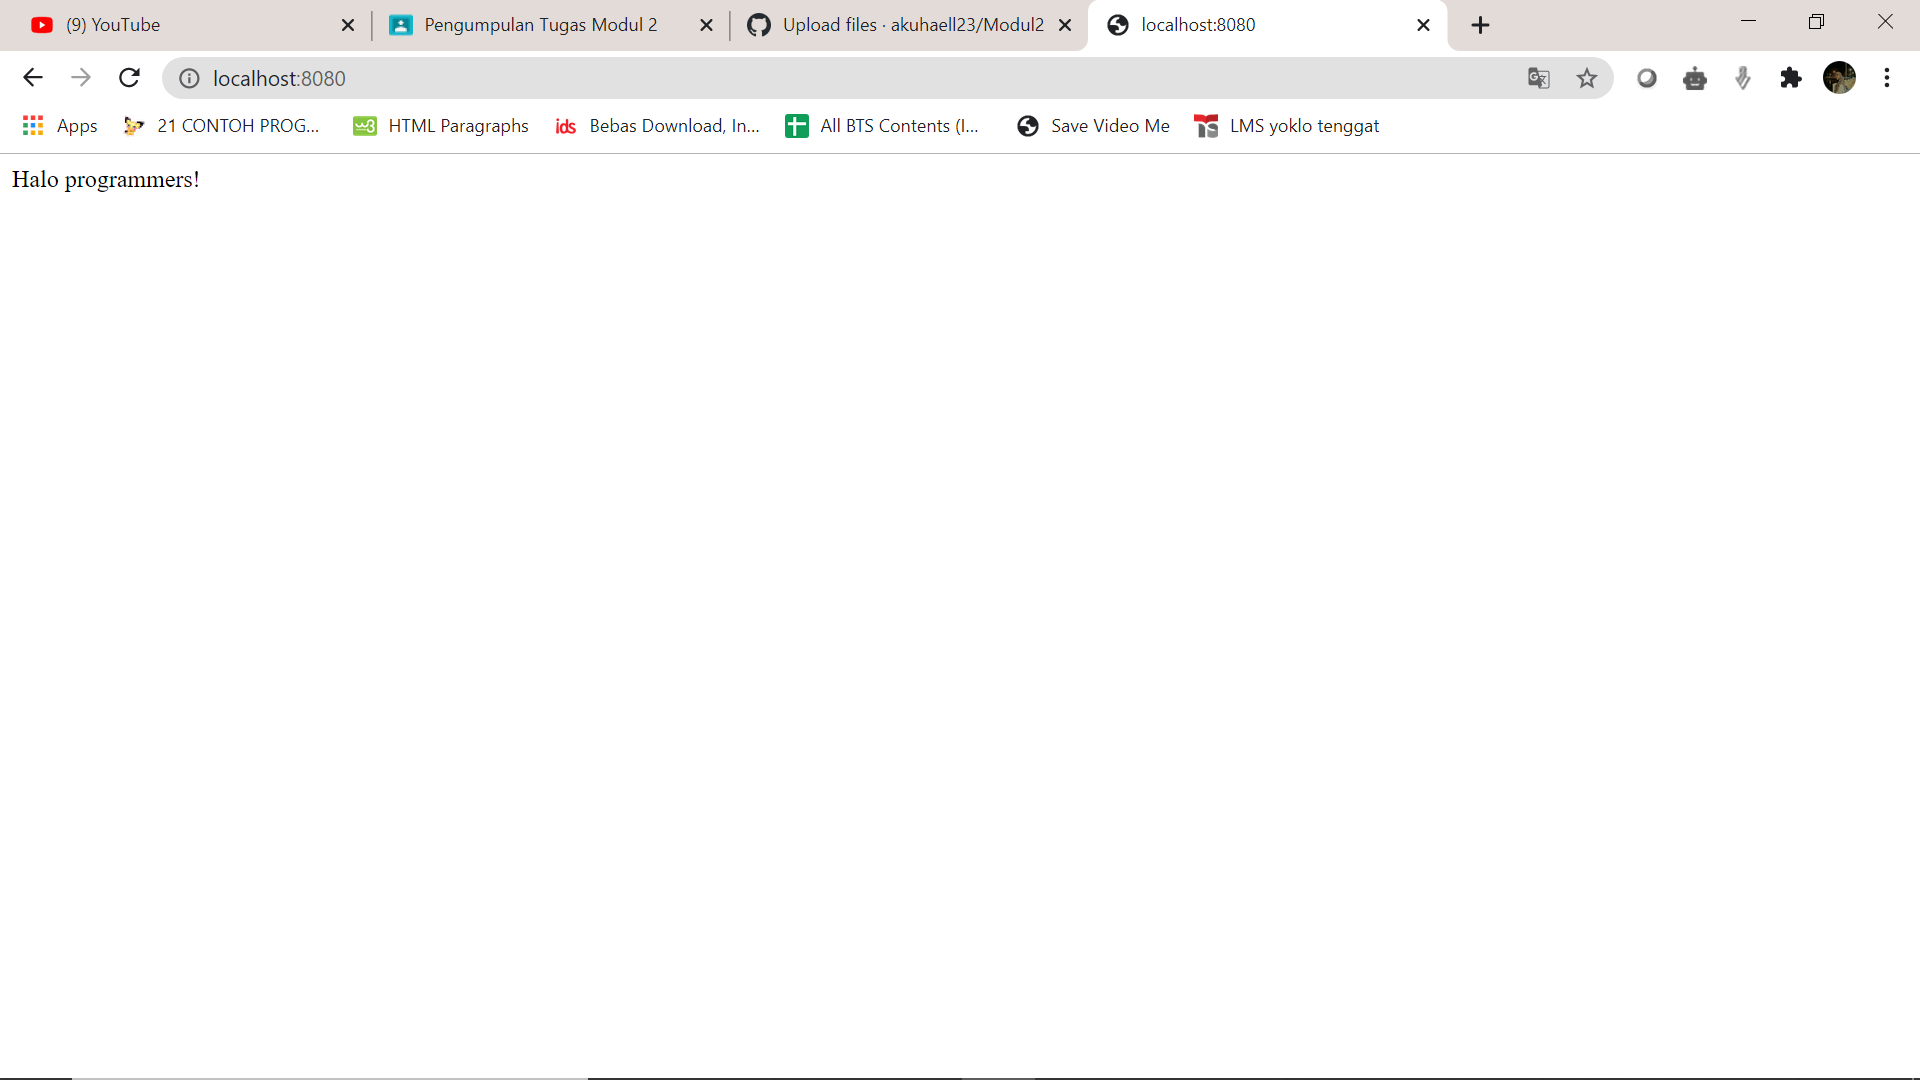 (9) YouTube
Pengumpulan Tugas Modul 2
Upload files · akuhaell23/Modul2
localhost:8080
localhost:8080
Apps
21 CONTOH PROG...
HTML Paragraphs
ids
Bebas Download, In...
All BTS Contents (I...
Save Video Me
LMS yoklo tenggat
Halo programmers!